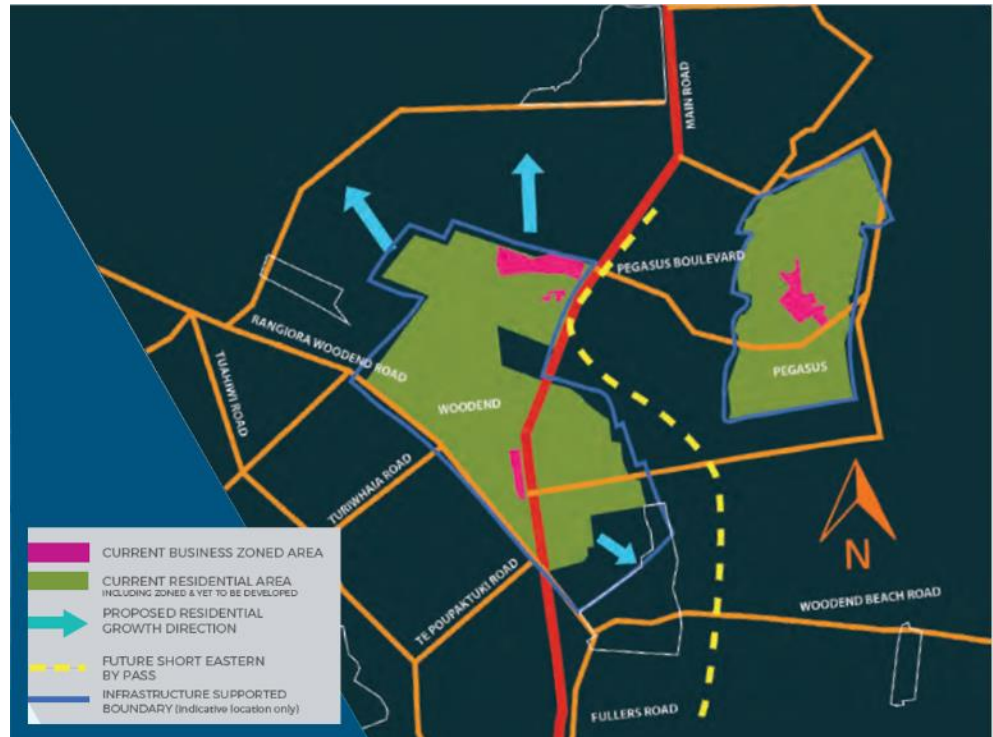 MAIN ROAD
PEGASUS BOULEVARD
RANGIORA WOODEND ROAD
TUAHIWI ROAD
PEGASUS
WOODEND
TURIWHAIA ROAD
N
TE POUPAKTUKI ROAD
WOODEND BEACH ROAD
FULLERS ROAD
CURRENT BUSINESS ZONED AREA
CURRENT RESIDENTIAL AREA
INCLUDING ZONED & YET TO BE DEVELOPED
PROPOSED RESIDENTIAL
GROWTH DIRECTION
FUTURE SHORT EASTERN
BY PASS
INFRASTRUCTURE SUPPORTED
BOUNDARY (indicative location only)